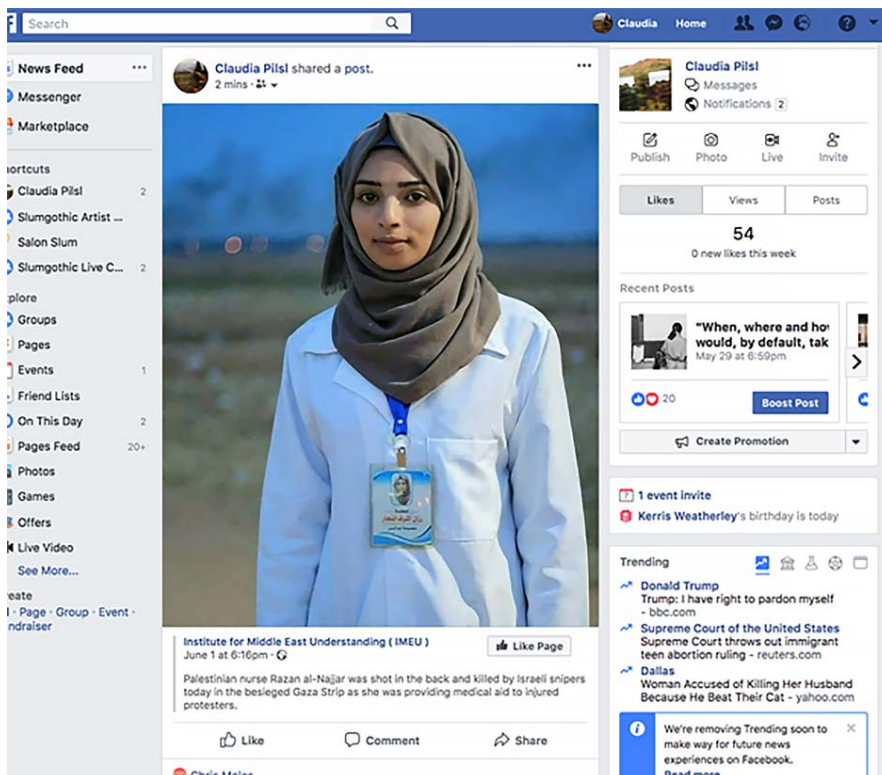 f
Search
Claudia
Home
News Feed
Messenger
Marketplace
Claudia Pilsl 2
Slumgothic Artist ...
Salon Slum
Slumgothic Live C... 2
Groups
Pages
Events 1
Friend Lists
On This Day 2
Pages Feed 20+
Photos
Games
Offers
Live Video
See More...
Page · Group · Event ·
Claudia Pilsl shared a post.
2 mins ·
رزان اشرف النجار
Institute for Middle East Understanding ( IMEU )
June 1 at 6:16pm ·
Like Page
Palestinian nurse Razan al-Najjar was shot in the back and killed by Israeli snipers
today in the besieged Gaza Strip as she was providing medical aid to injured
protesters.
Like
Comment
Share
Claudia Pilsl
Messages
Notifications 2
Publish
Photo
Live
Invite
Likes
Views
Posts
54
0 new likes this week
Recent Posts
"When, where and how
would, by default, tak
May 29 at 6:59pm
20
Boost Post
Create Promotion
1 event invite
Kerris Weatherley's birthday is today
Trending
Donald Trump
Trump: I have right to pardon myself
- bbc.com
Supreme Court of the United States
Supreme Court throws out immigrant
teen abortion ruling - reuters.com
Dallas
Woman Accused of Killing Her Husband
Because He Beat Their Cat - yahoo.com
We're removing Trending soon to
make way for future news
experiences on Facebook.
Read more